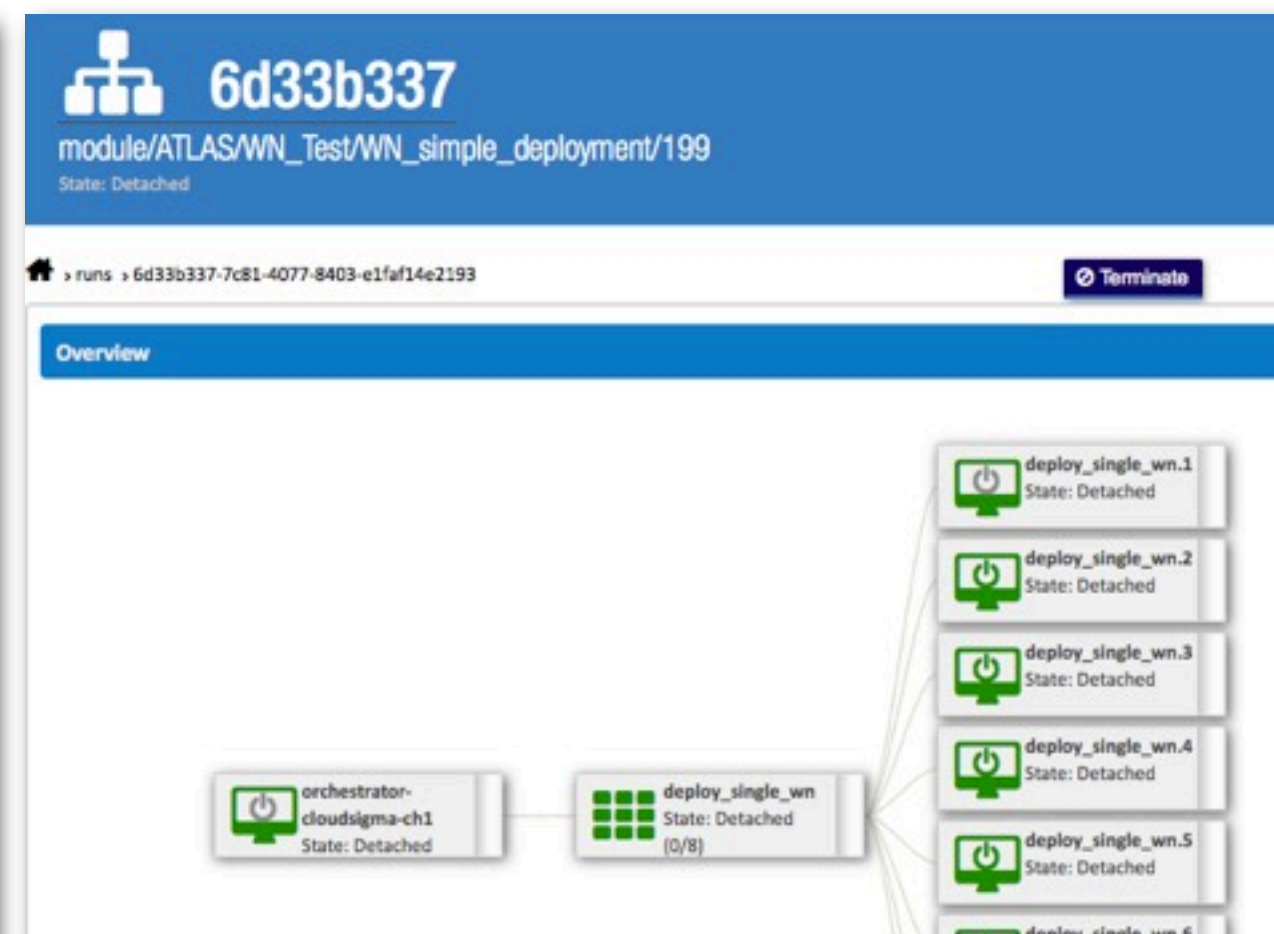 6d33b337
module/ATLAS/WN_Test/WN_simple_deployment/199
State: Detached
› runs › 6d33b337-7c81-4077-8403-e1faf14e2193
Terminate
Overview
deploy_single_wn.1
State: Detached
deploy_single_wn.2
State: Detached
deploy_single_wn.3
State: Detached
deploy_single_wn.4
State: Detached
orchestrator-
cloudsigma-ch1
State: Detached
deploy_single_wn
State: Detached
(0/8)
deploy_single_wn.5
State: Detached
deploy_single_wn.6